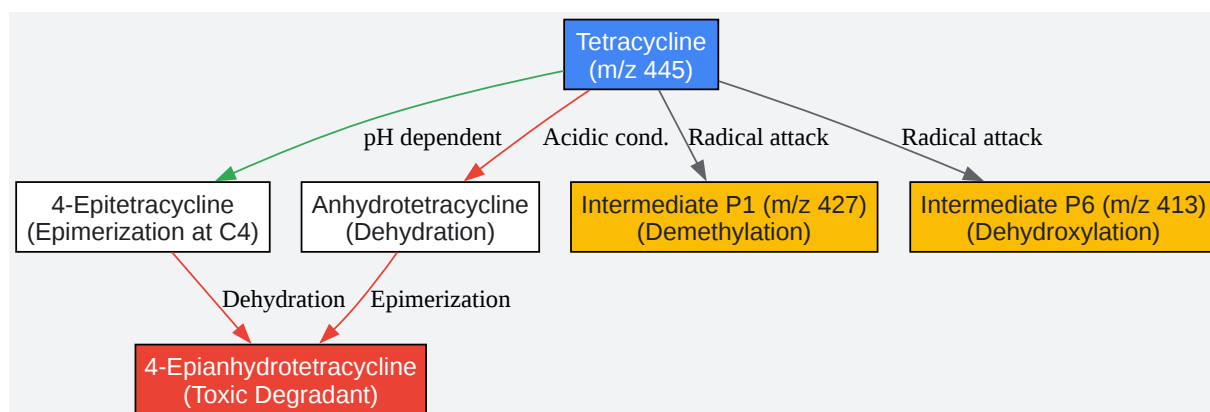 Tetracycline
(m/z 445)
pH dependent
Acidic cond.
Radical attack
Radical attack
4-Epitetracycline
(Epimerization at C4)
Anhydrotetracycline
(Dehydration)
Intermediate P1 (m/z 427)
(Demethylation)
Intermediate P6 (m/z 413)
(Dehydroxylation)
Dehydration
Epimerization
4-Epianhydrotetracycline
(Toxic Degradant)